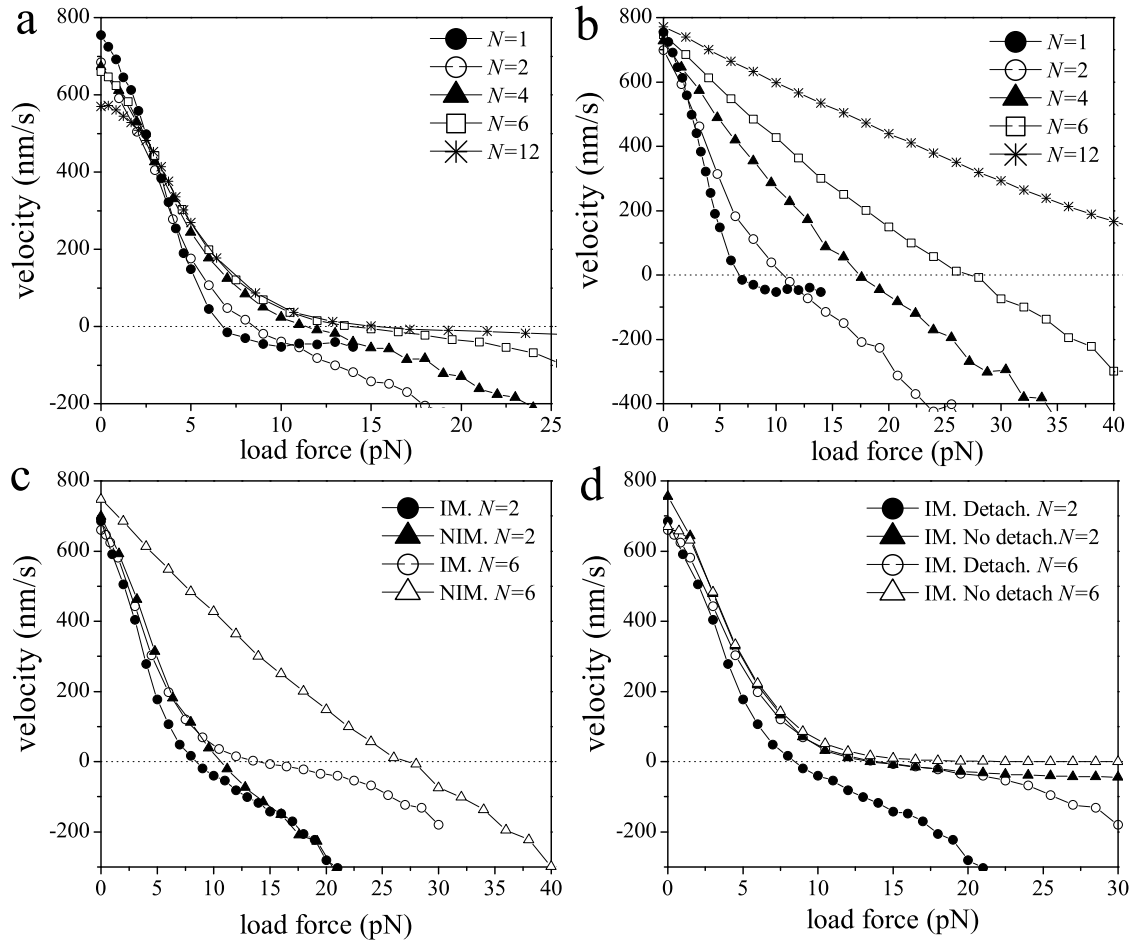 a
800
600
400
200
0
-200
0
5
10
15
20
25
velocity (nm/s)
load force (pN)
N=1
N=2
N=4
N=6
N=12
b
800
600
400
200
0
-200
-400
0
5
10
15
20
25
30
35
40
velocity (nm/s)
load force (pN)
N=1
N=2
N=4
N=6
N=12
c
800
600
400
200
0
-200
0
5
10
15
20
25
30
35
40
velocity (nm/s)
load force (pN)
IM. N=2
NIM. N=2
IM. N=6
NIM. N=6
d
800
600
400
200
0
-200
0
5
10
15
20
25
30
velocity (nm/s)
load force (pN)
IM. Detach. N=2
IM. No detach.N=2
IM. Detach. N=6
IM. No detach N=6